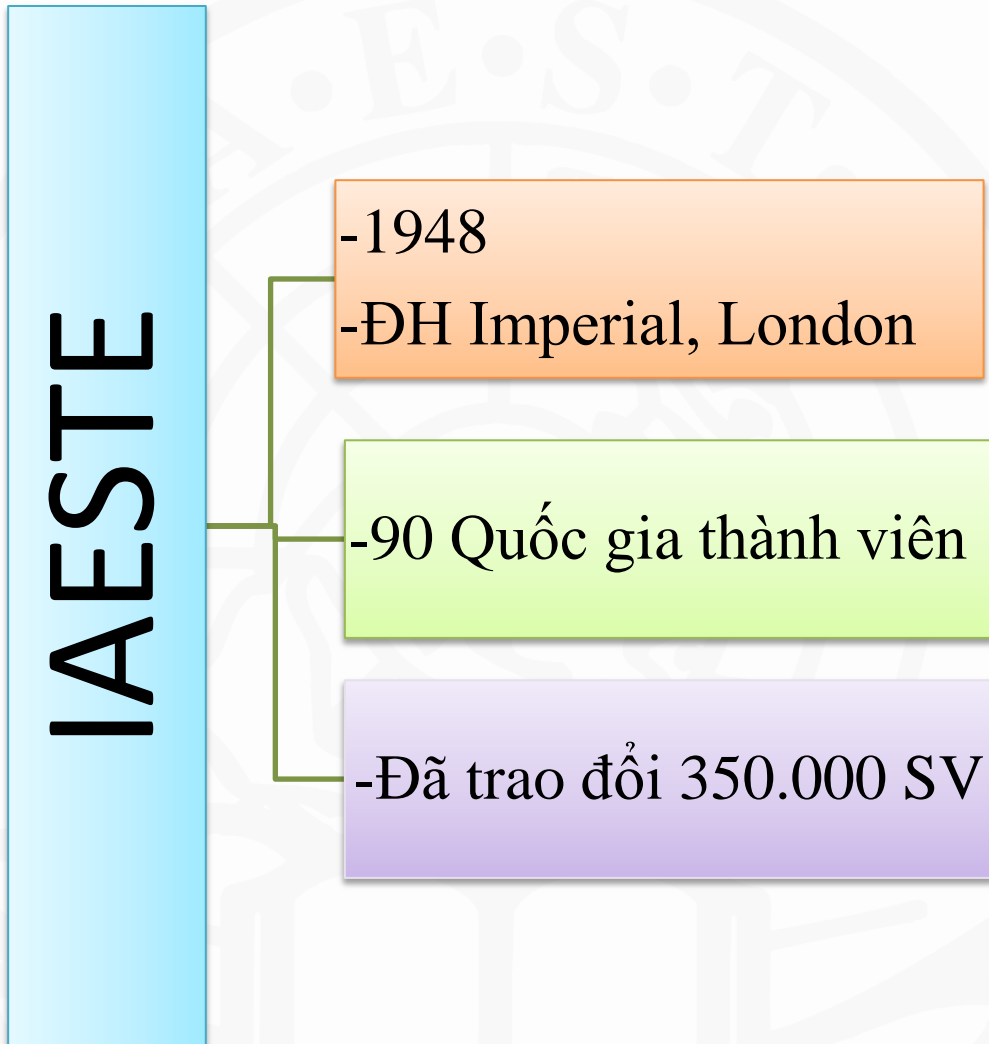 IAESTE
-1948
-ĐH Imperial, London
-90 Quốc gia thành viên
-Đã trao đổi 350.000 SV